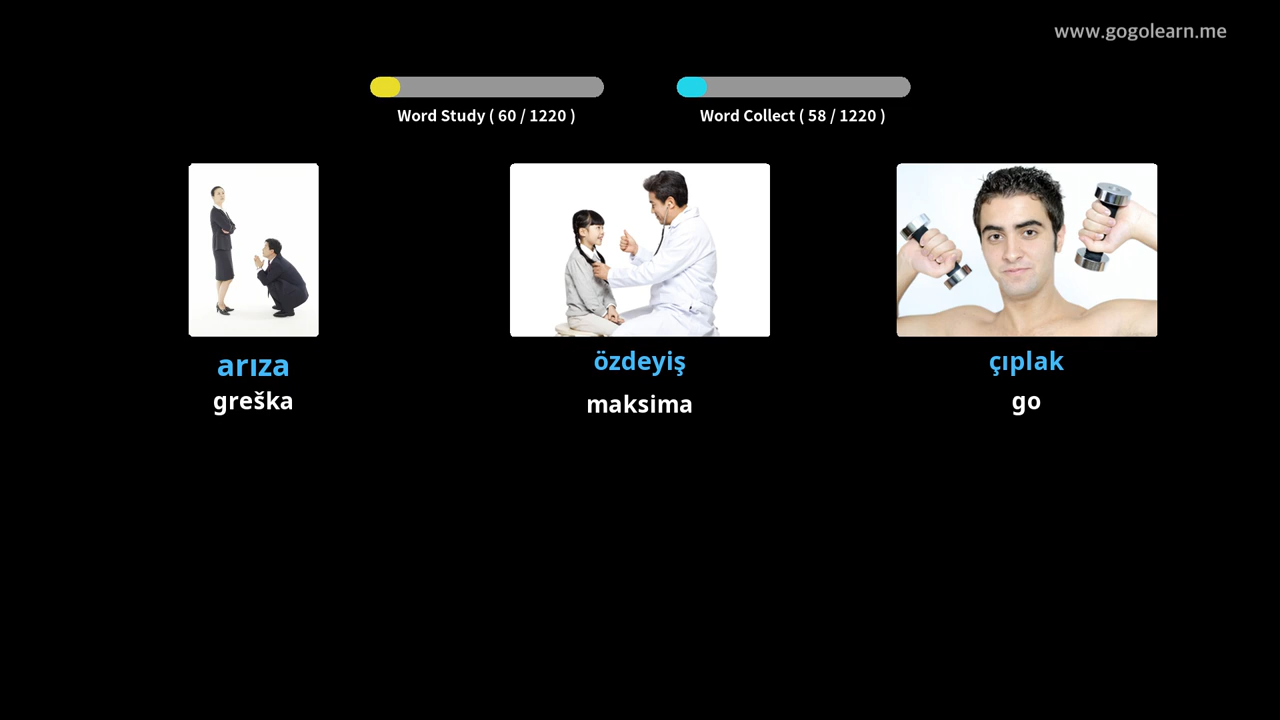 www.gogolearn.me
Word Study ( 60 / 1220 )
Word Collect ( 58 / 1220 )
arıza
greška
özdeyiş
maksima
çıplak
go